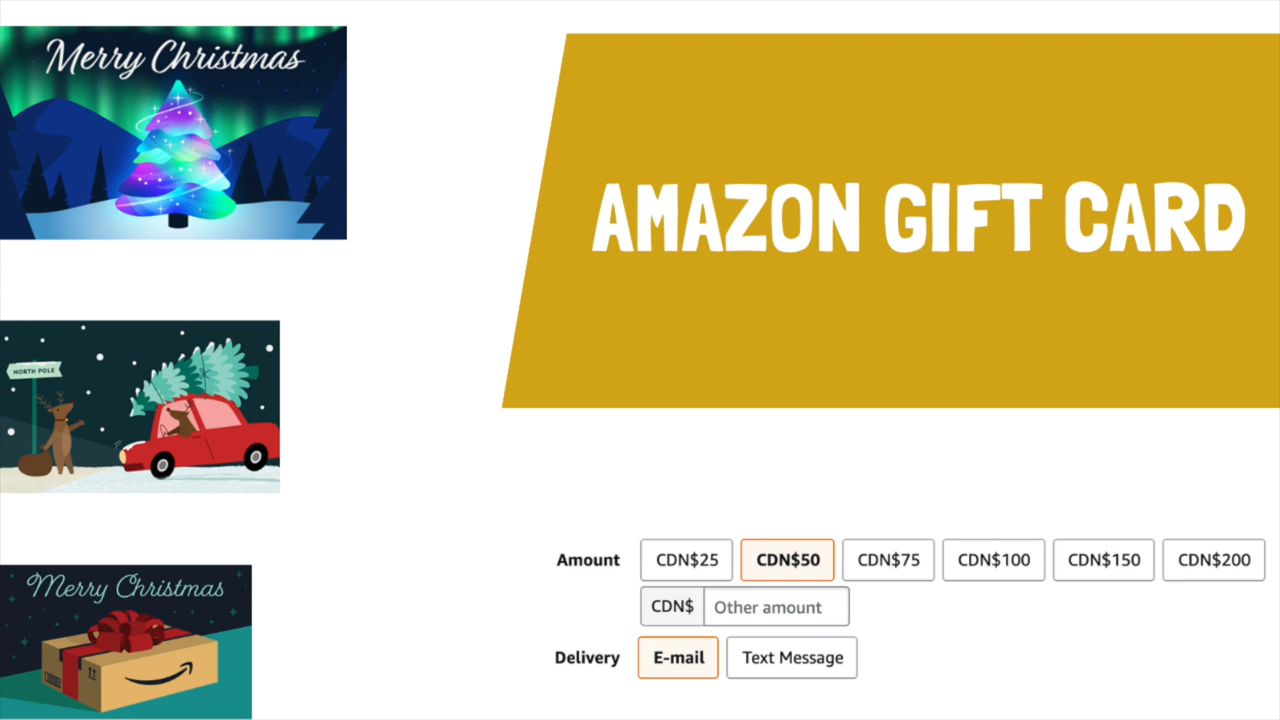 Merry Christmas
AMAZON GIFT CARD
NORTH POLE
Merry Christmas
Amount CDN$25 CDN$50 CDN$75 CDN$100 CDN$150 CDN$200
CDN$ Other amount
Delivery E-mail Text Message